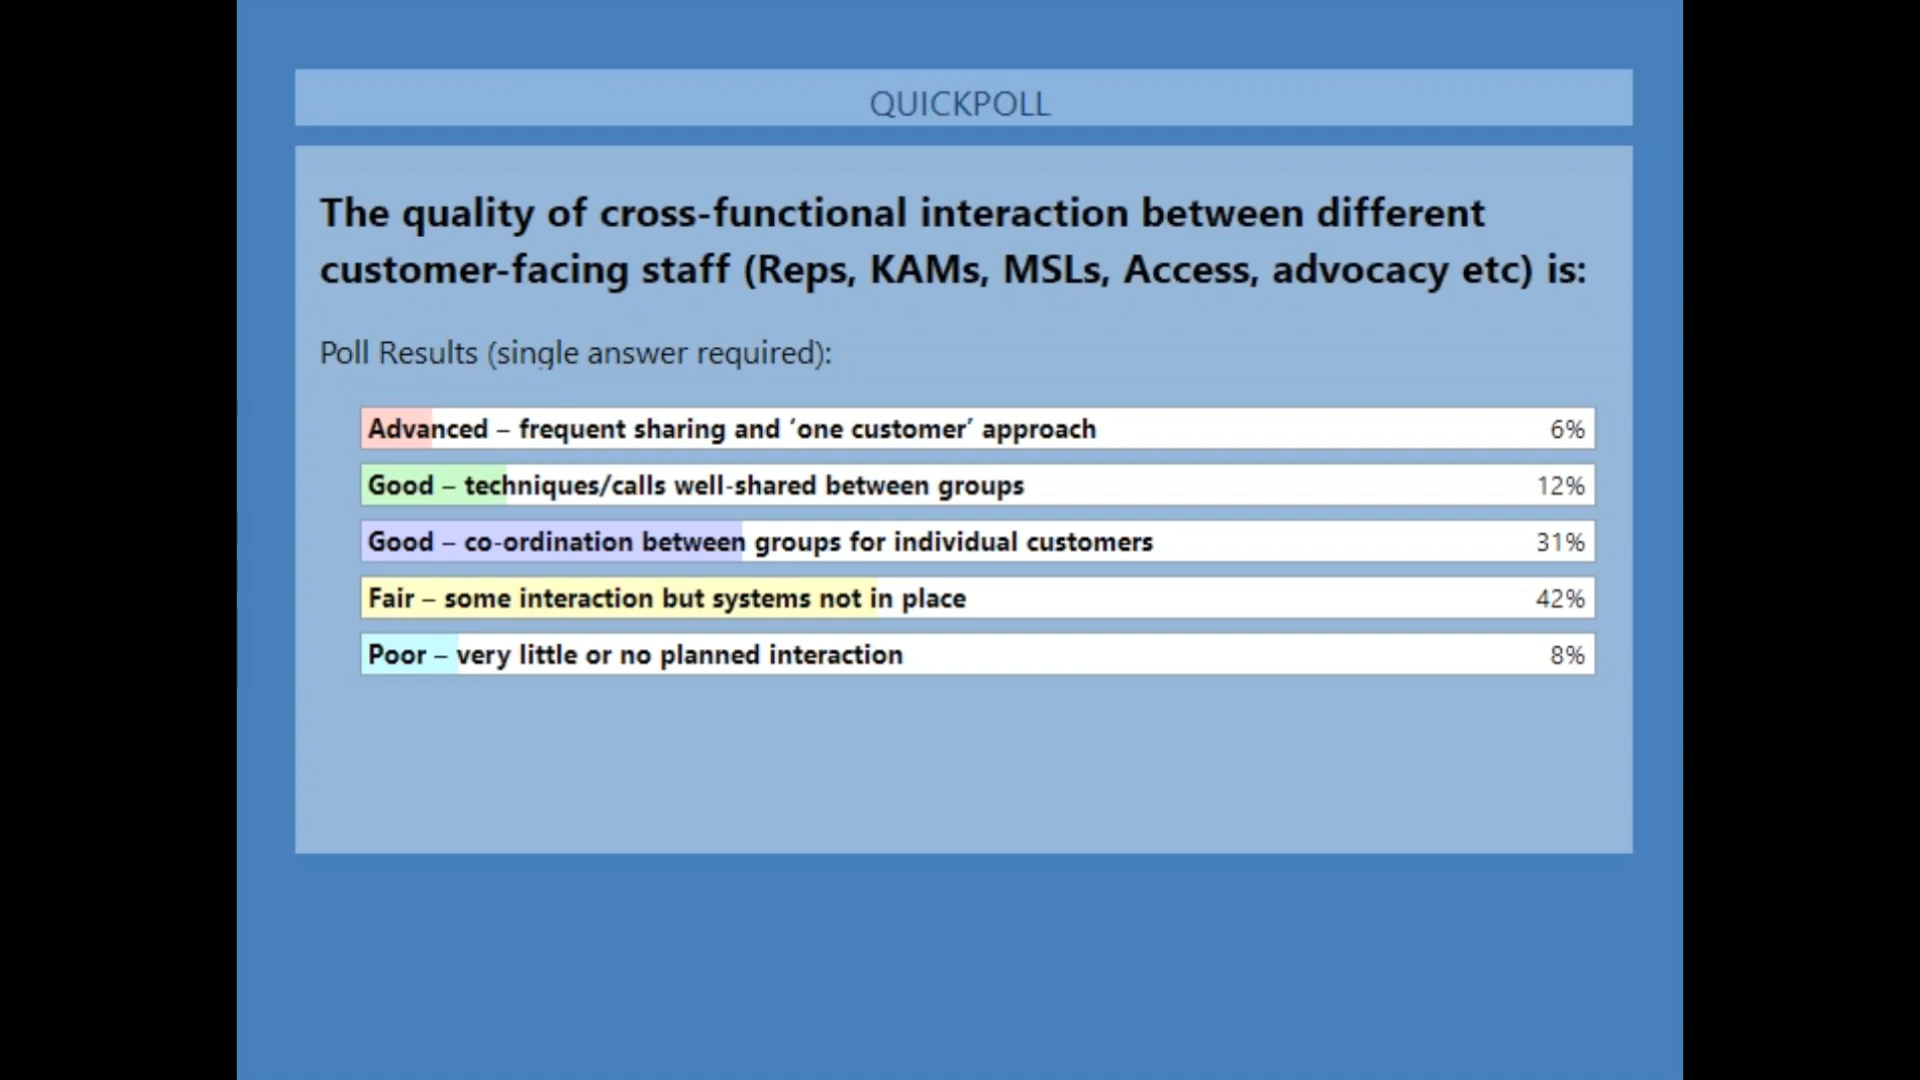 QUICKPOLL
The quality of cross-functional interaction between different
customer-facing staff (Reps, KAMs, MSLs, Access, advocacy etc) is:
Poll Results (single answer required):
Advanced – frequent sharing and ‘one customer’ approach 6%
Good – techniques/calls well-shared between groups 12%
Good – co-ordination between groups for individual customers 31%
Fair – some interaction but systems not in place 42%
Poor – very little or no planned interaction 8%